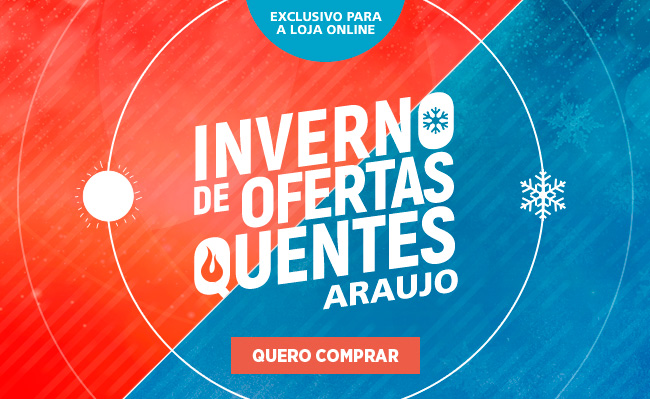 EXCLUSIVO PARA
A LOJA ONLINE
INVERNO
DE OFERTAS
QUENTES
ARAUJO
QUERO COMPRAR